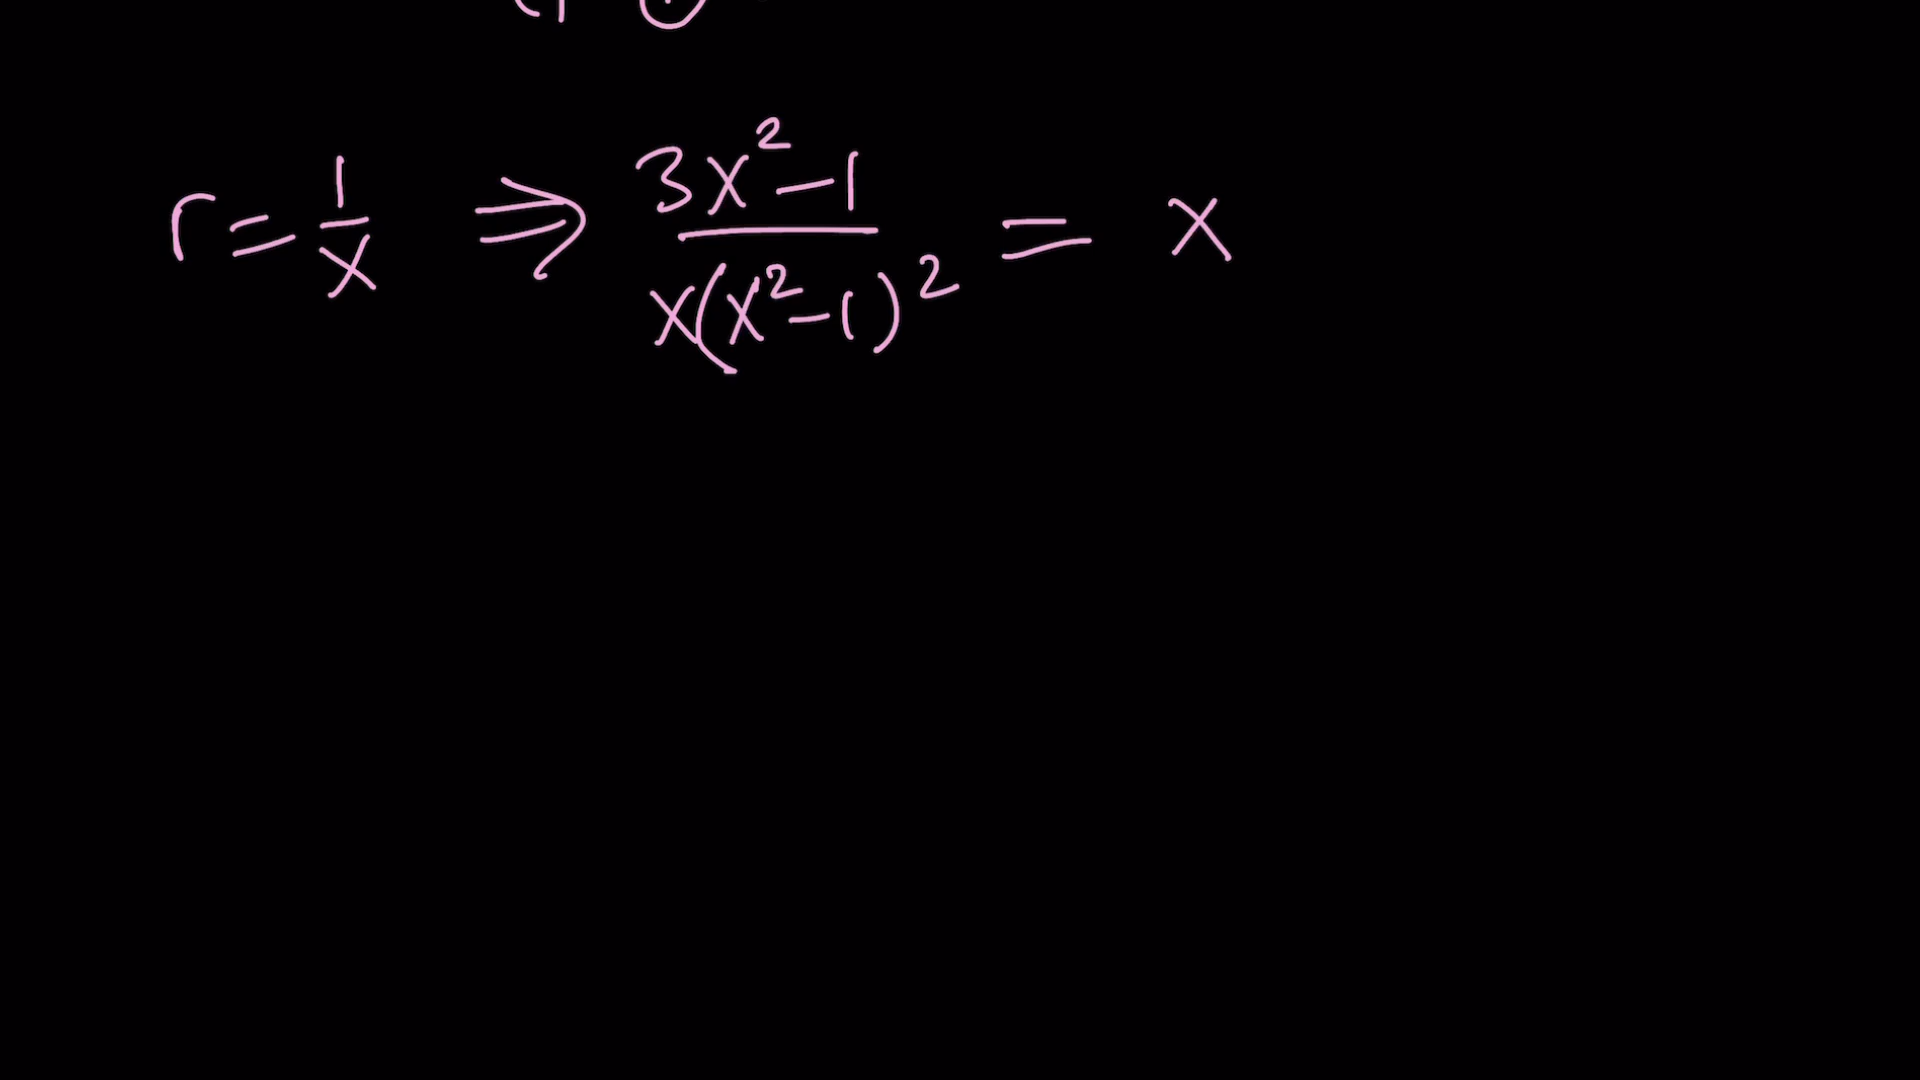 r = 1/x ⇒ (3x² - 1)/(x(x² - 1)²) = x